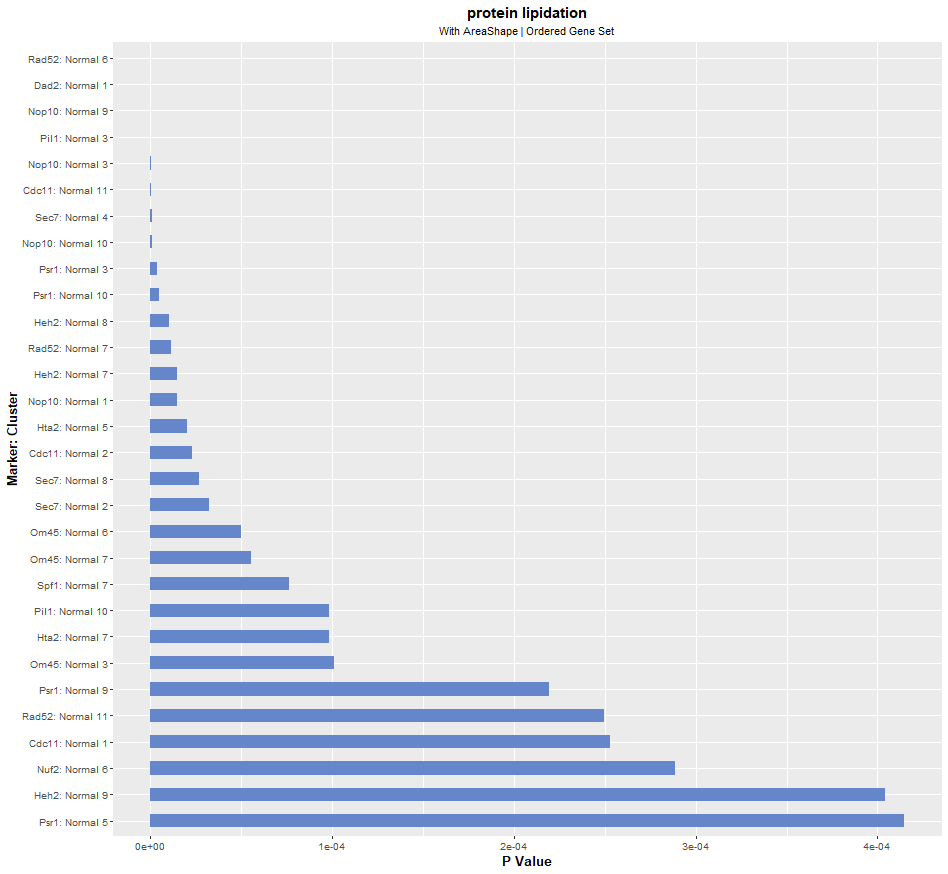 protein lipidation
With AreaShape | Ordered Gene Set
Marker: Cluster
Rad52: Normal 6
Dad2: Normal 1
Nop10: Normal 9
Pil1: Normal 3
Nop10: Normal 3
Cdc11: Normal 11
Sec7: Normal 4
Nop10: Normal 10
Psr1: Normal 3
Psr1: Normal 10
Heh2: Normal 8
Rad52: Normal 7
Heh2: Normal 7
Nop10: Normal 1
Hta2: Normal 5
Cdc11: Normal 2
Sec7: Normal 8
Sec7: Normal 2
Om45: Normal 6
Om45: Normal 7
Spf1: Normal 7
Pil1: Normal 10
Hta2: Normal 7
Om45: Normal 3
Psr1: Normal 9
Rad52: Normal 11
Cdc11: Normal 1
Nuf2: Normal 6
Heh2: Normal 9
Psr1: Normal 5
0e+00 1e-04 2e-04 3e-04 4e-04
P Value